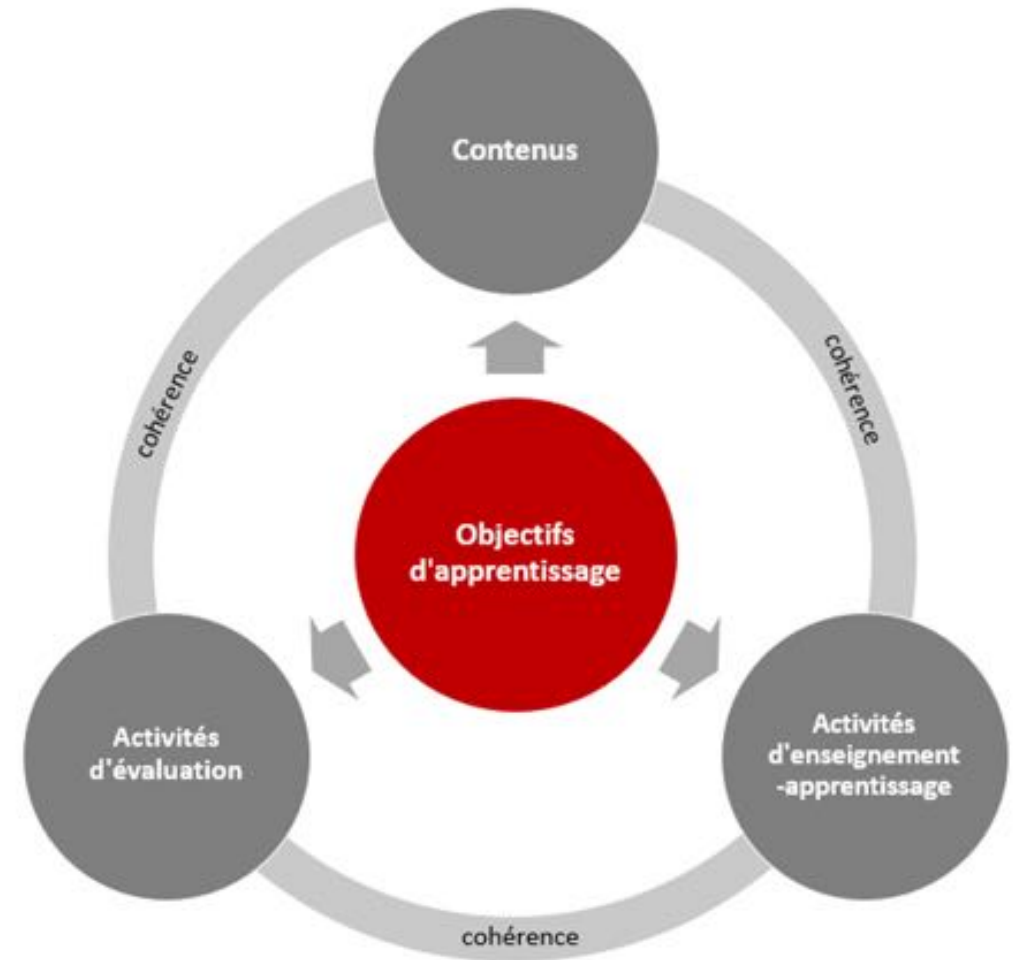 Contenus
cohérence
cohérence
Objectifs
d'apprentissage
Activités
d'évaluation
Activités
d'enseignement
-apprentissage
cohérence